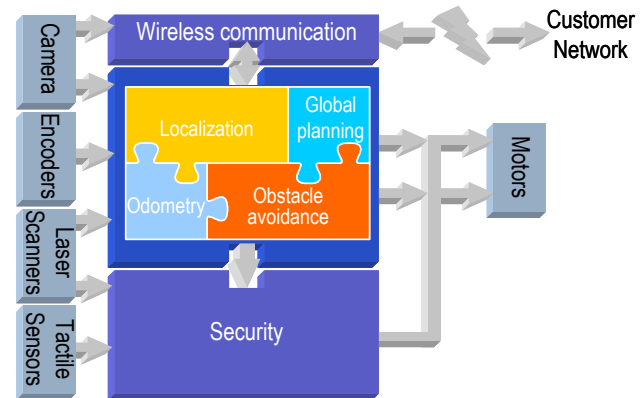 Camera
Encoders
Laser
Scanners
Tactile
Sensors
Wireless communication
Customer
Network
Localization
Global
planning
Odometry
Obstacle
avoidance
Security
Motors